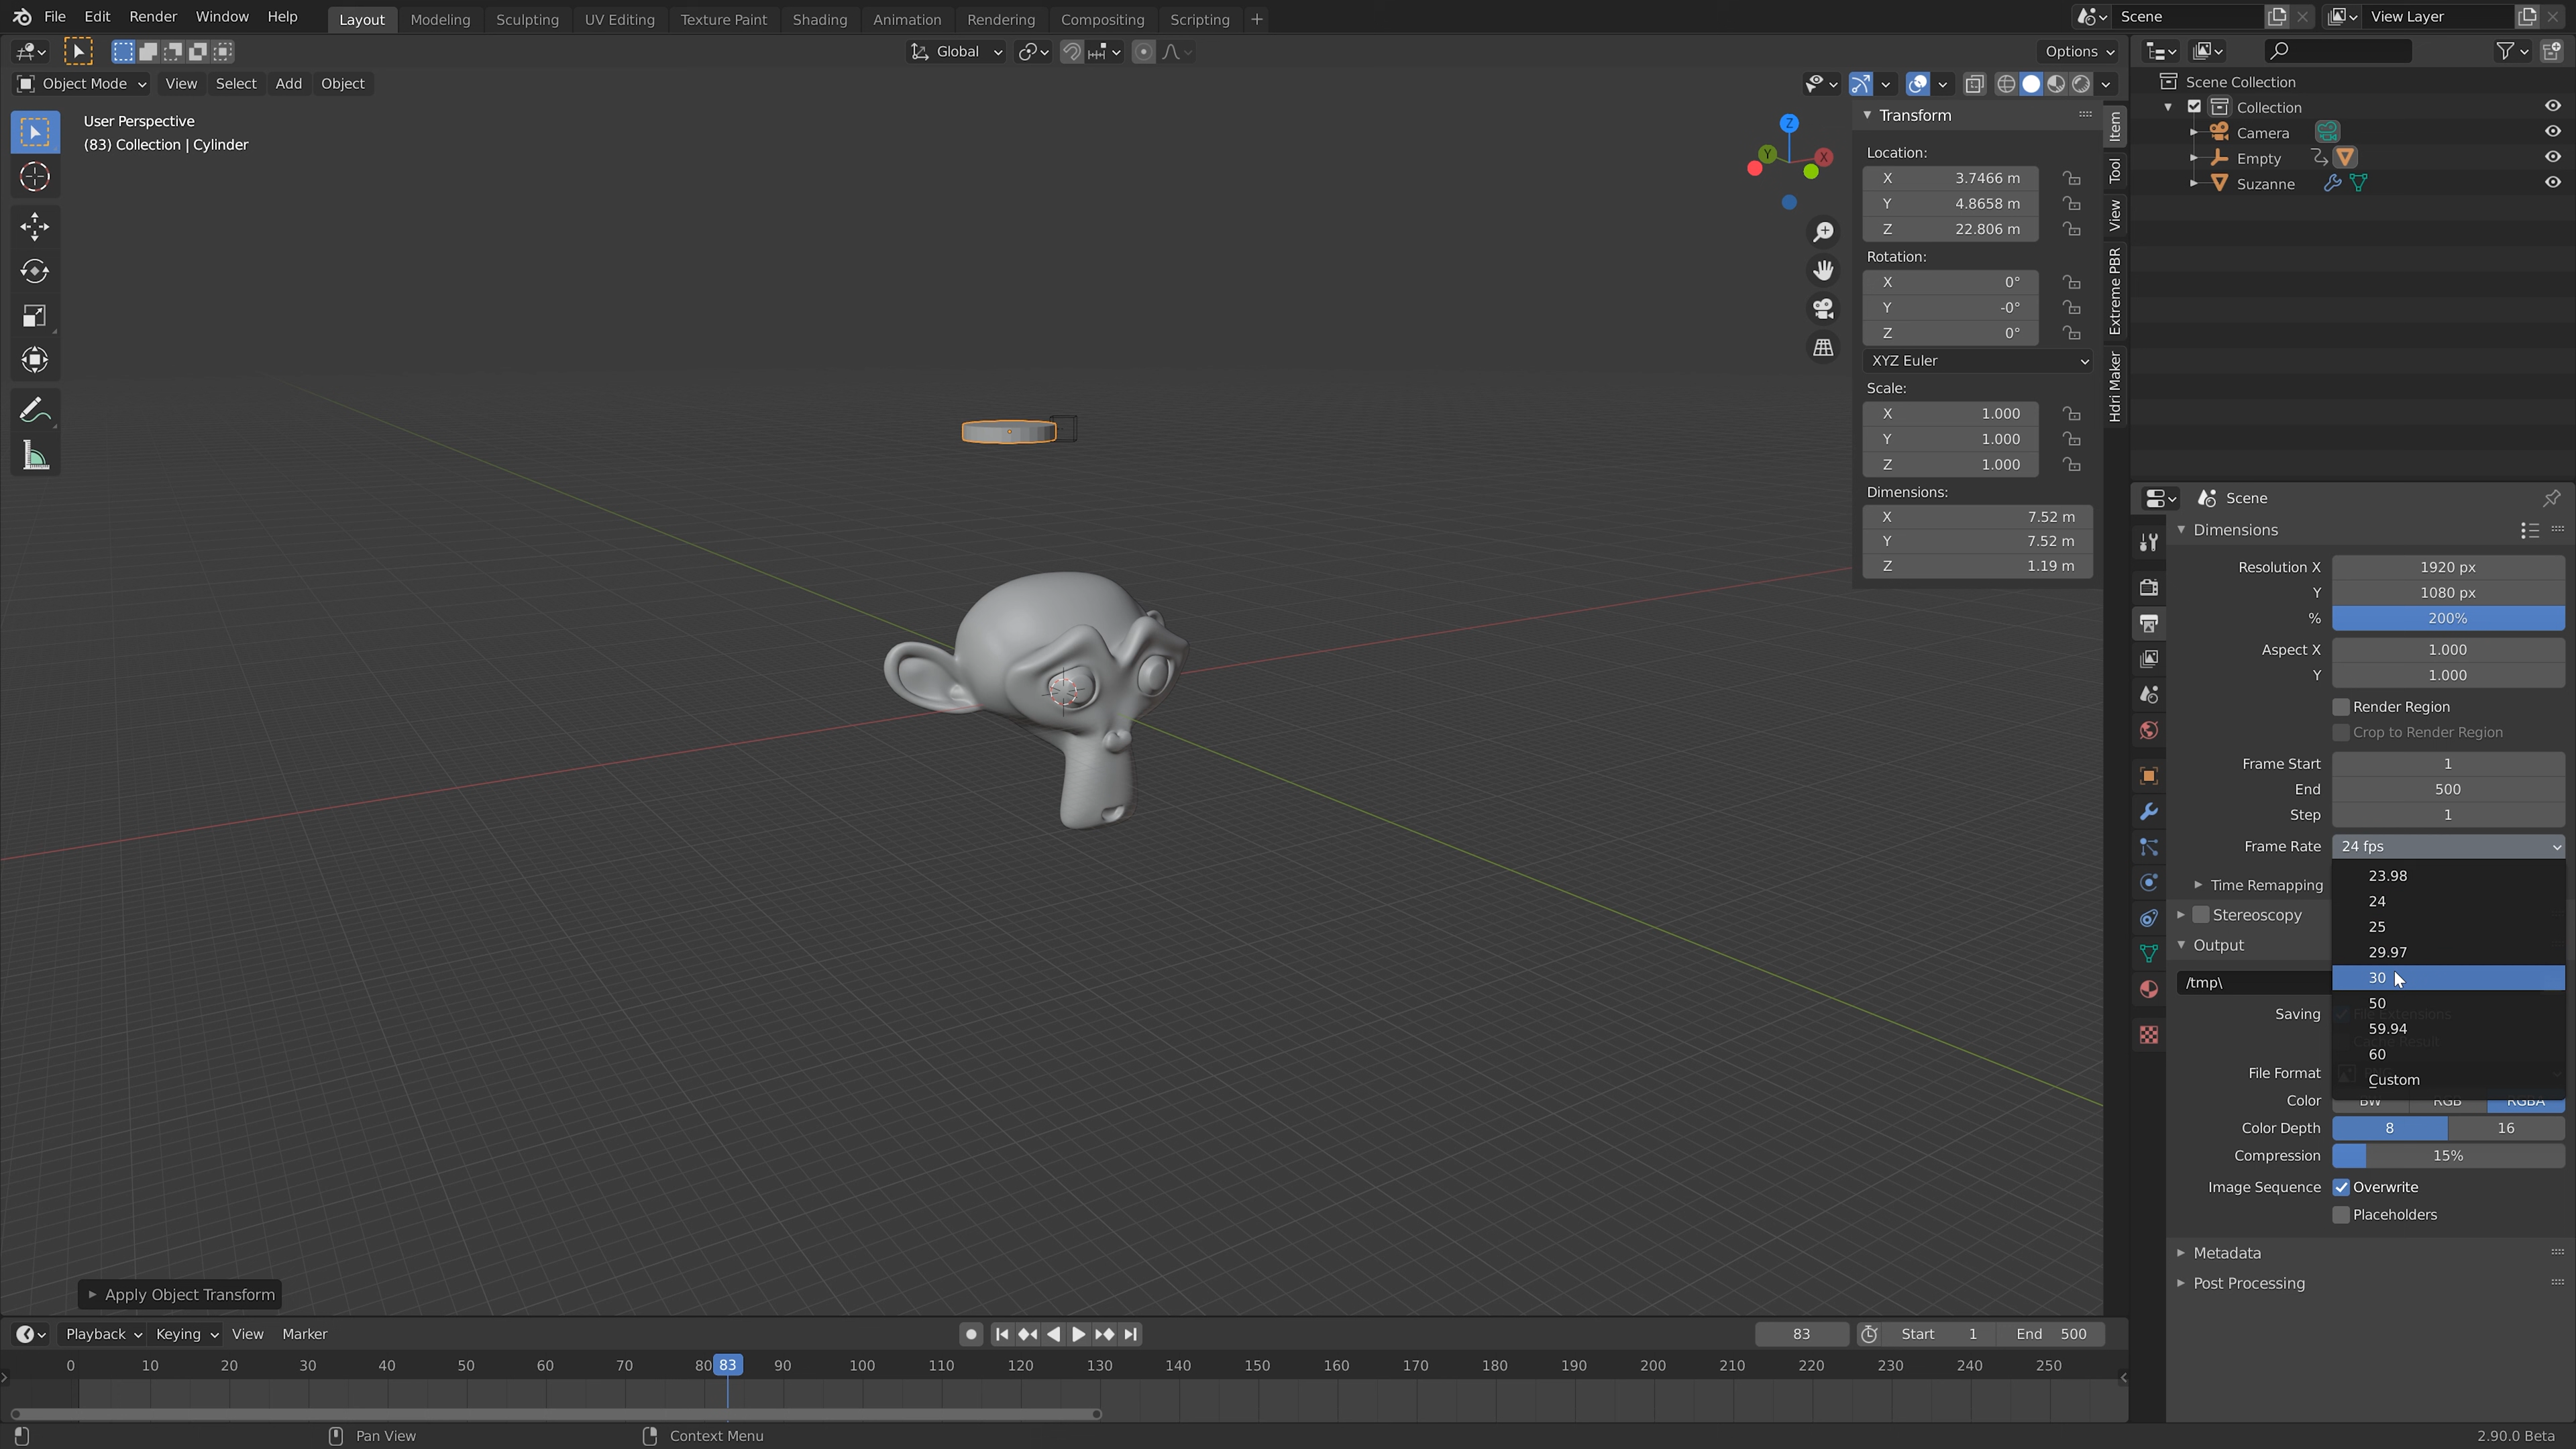 File Edit Render Window Help Layout Modeling Sculpting UV Editing Texture Paint Shading Animation Rendering Compositing Scripting + Scene View Layer
Global Options
Object Mode View Select Add Object
User Perspective
(83) Collection | Cylinder
Z
Y
X
Transform
Location:
X 3.7466 m
Y 4.8658 m
Z 22.806 m
Rotation:
X 0°
Y -0°
Z 0°
XYZ Euler
Scale:
X 1.000
Y 1.000
Z 1.000
Dimensions:
X 7.52 m
Y 7.52 m
Z 1.19 m
Item
Tool
View
Extreme PBR
Hdri Maker
Scene Collection
Collection
Camera
Empty
Suzanne
Scene
Dimensions
Resolution X 1920 px
Y 1080 px
% 200%
Aspect X 1.000
Y 1.000
Render Region
Crop to Render Region
Frame Start 1
End 500
Step 1
Frame Rate 24 fps
23.98
Time Remapping
24
Stereoscopy
25
Output
29.97
/tmp\
30
50
Saving File Extensions
59.94
Cache Result
60
File Format
Custom
Color BW RGB RGBA
Color Depth 8 16
Compression 15%
Image Sequence Overwrite
Placeholders
Metadata
Post Processing
Apply Object Transform
Playback Keying View Marker 83 Start 1 End 500
0 10 20 30 40 50 60 70 80 83 90 100 110 120 130 140 150 160 170 180 190 200 210 220 230 240 250
Pan View Context Menu 2.90.0 Beta